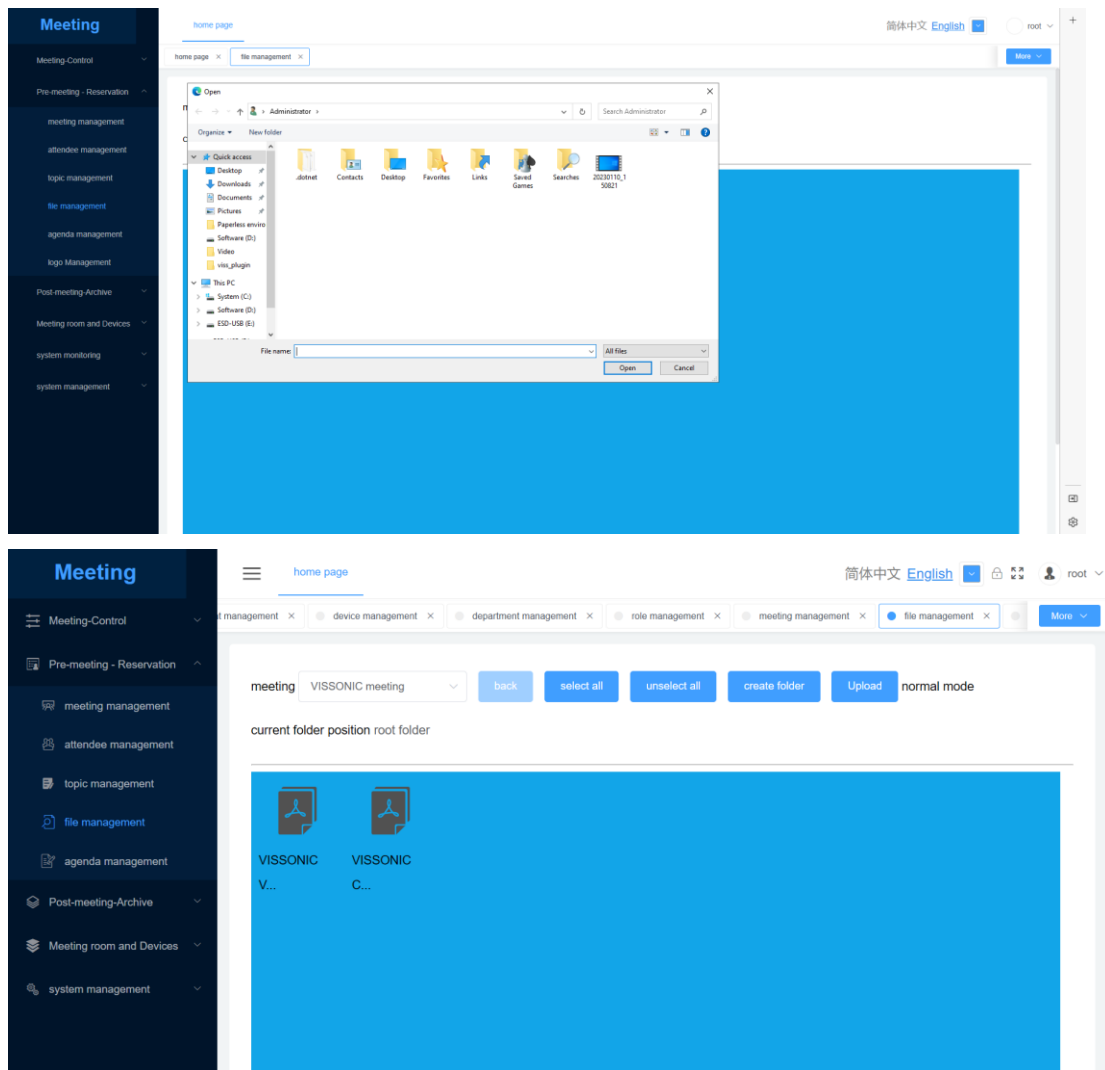 Meeting
home page
简体中文 English
root
Meeting-Control
home page ×
file management ×
More
Pre-meeting - Reservation
meeting management
attendee management
topic management
file management
agenda management
logo Management
Post-meeting-Archive
Meeting room and Devices
system monitoring
system management
Open
Administrator
Search Administrator
Organize
New folder
Quick access
Desktop
Downloads
Documents
Pictures
Paperless enviro
Software (D:)
Video
viss_plugin
This PC
System (C:)
Software (D:)
ESD-USB (E:)
.dotnet
Contacts
Desktop
Favorites
Links
Saved
Games
Searches
20230110_1
50821
File name:
All files
Open
Cancel
Meeting
home page
简体中文 English
root
Meeting-Control
t management ×
device management ×
department management ×
role management ×
meeting management ×
file management ×
More
Pre-meeting - Reservation
meeting management
attendee management
topic management
file management
agenda management
Post-meeting-Archive
Meeting room and Devices
system management
meeting
VISSONIC meeting
back
select all
unselect all
create folder
Upload
normal mode
current folder position root folder
VISSONIC
V...
VISSONIC
C...